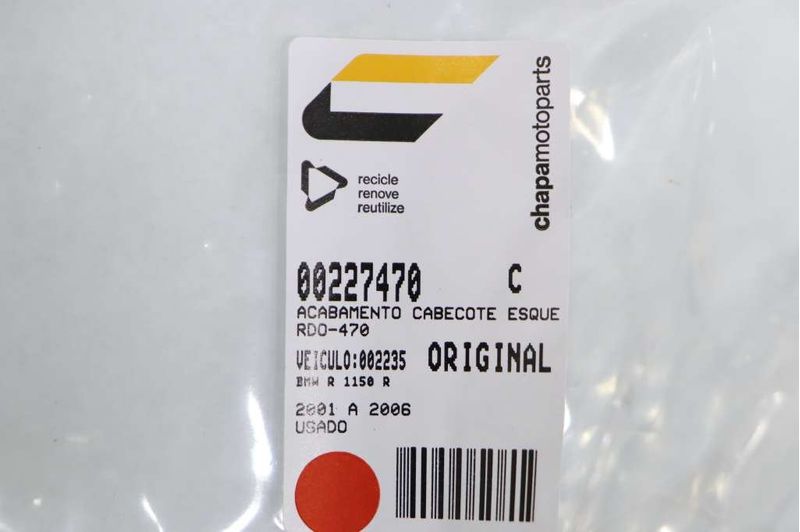 chapamotoparts
recicle
renove
reutilize
00227470 C
ACABAMENTO CABECOTE ESQUE
RDO-470
VEICULO:002235 ORIGINAL
BMW R 1150 R
2001 A 2006
USADO